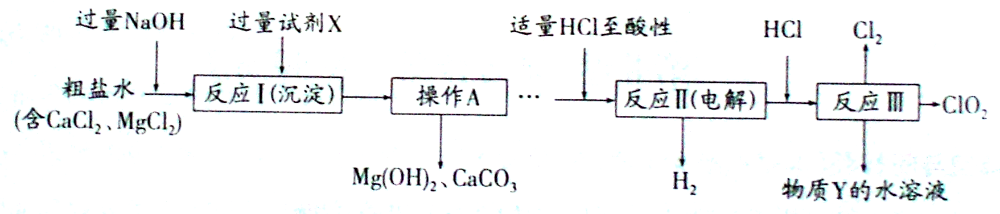 过量NaOH
过量试剂X
适量HCl至酸性
HCl
Cl₂
粗盐水
(含CaCl₂、MgCl₂)
反应Ⅰ(沉淀)
操作A
…
反应Ⅱ(电解)
反应Ⅲ
ClO₂
Mg(OH)₂、CaCO₃
H₂
物质Y的水溶液